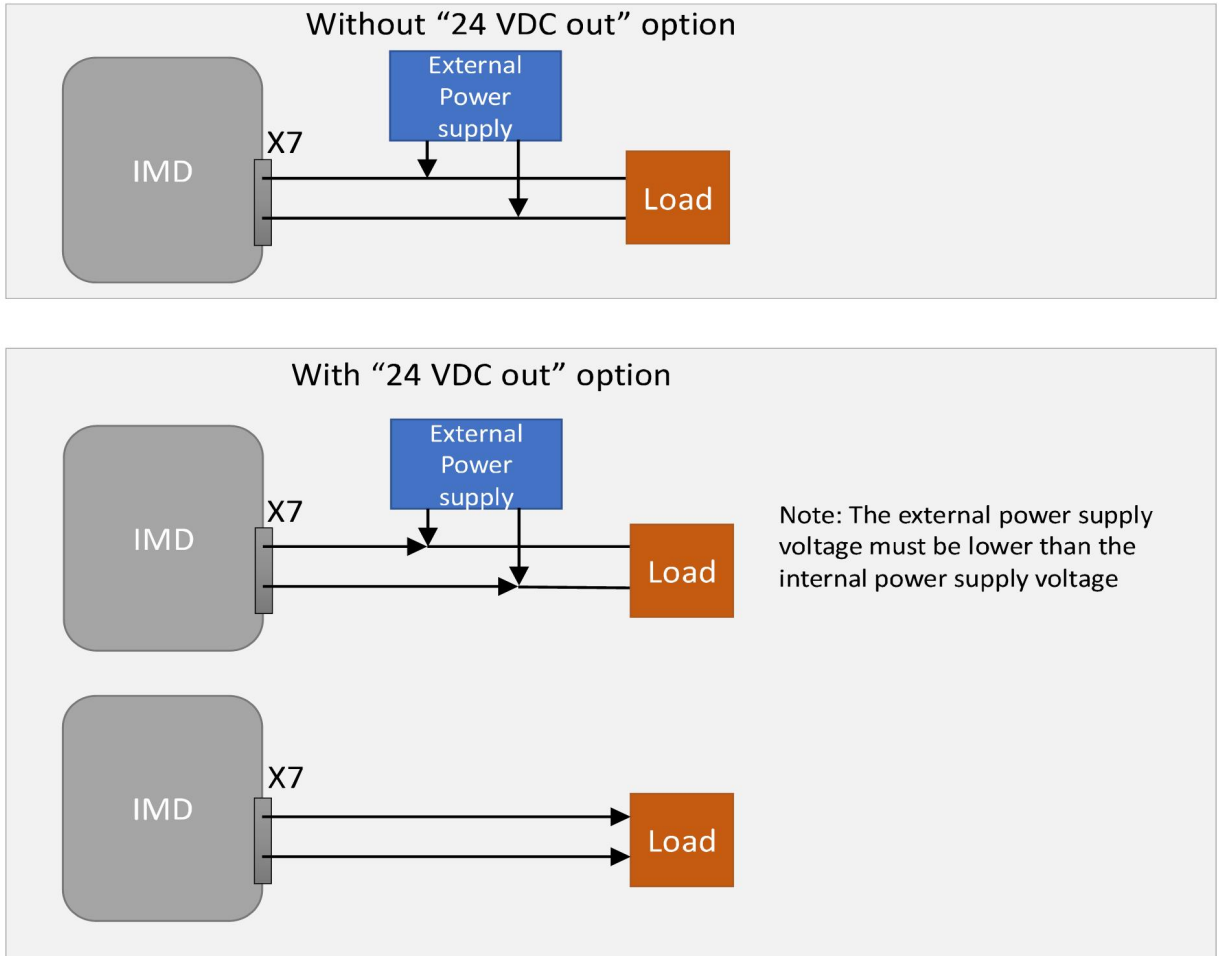 Without “24 VDC out” option
External
Power
supply
X7
IMD
Load
With “24 VDC out” option
External
Power
supply
X7
IMD
Load
Note: The external power supply
voltage must be lower than the
internal power supply voltage
X7
IMD
Load